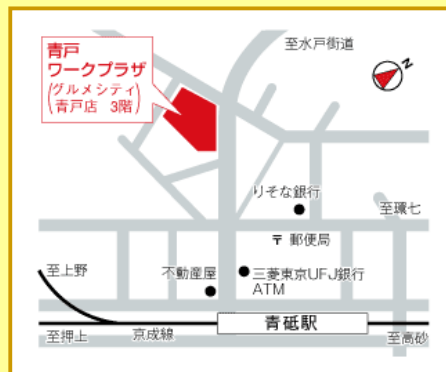 至水戸街道
N
青戸
ワークプラザ
(グルメシティ
青戸店 3階)
りそな銀行
至環七
〒 郵便局
至上野
不動産屋
三菱東京UFJ銀行
ATM
青砥駅
至押上
京成線
至高砂